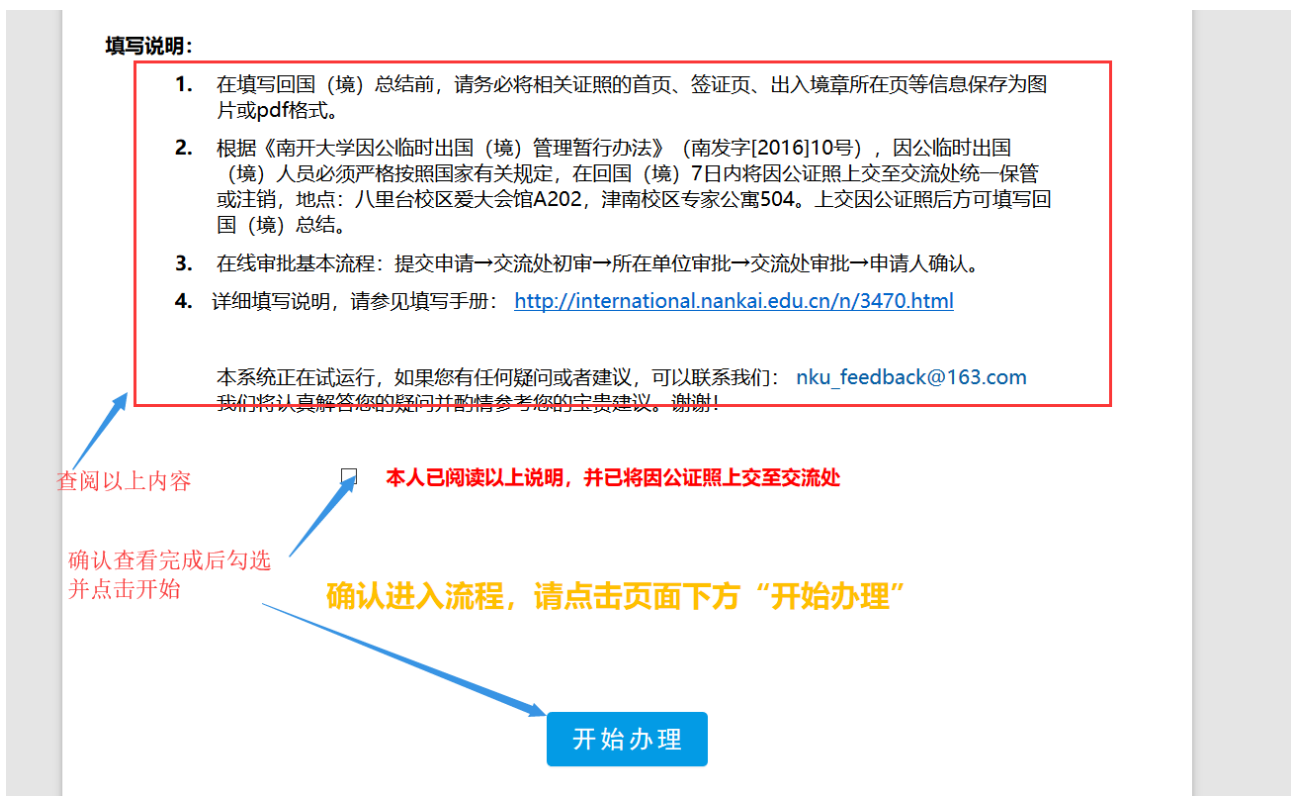 填写说明：
1. 在填写回国（境）总结前，请务必将相关证照的首页、签证页、出入境章所在页等信息保存为图
片或pdf格式。
2. 根据《南开大学因公临时出国（境）管理暂行办法》（南发字[2016]10号），因公临时出国
（境）人员必须严格按照国家有关规定，在回国（境）7日内将因公证照上交至交流处统一保管
或注销，地点：八里台校区爱大会馆A202，津南校区专家公寓504。上交因公证照后方可填写回
国（境）总结。
3. 在线审批基本流程：提交申请→交流处初审→所在单位审批→交流处审批→申请人确认。
4. 详细填写说明，请参见填写手册： http://international.nankai.edu.cn/n/3470.html
本系统正在试运行，如果您有任何疑问或者建议，可以联系我们： nku_feedback@163.com
我们将认真解答您的疑问并酌情参考您的宝贵建议。谢谢！
查阅以上内容
本人已阅读以上说明，并已将因公证照上交至交流处
确认查看完成后勾选
并点击开始
确认进入流程，请点击页面下方“开始办理”
开始办理